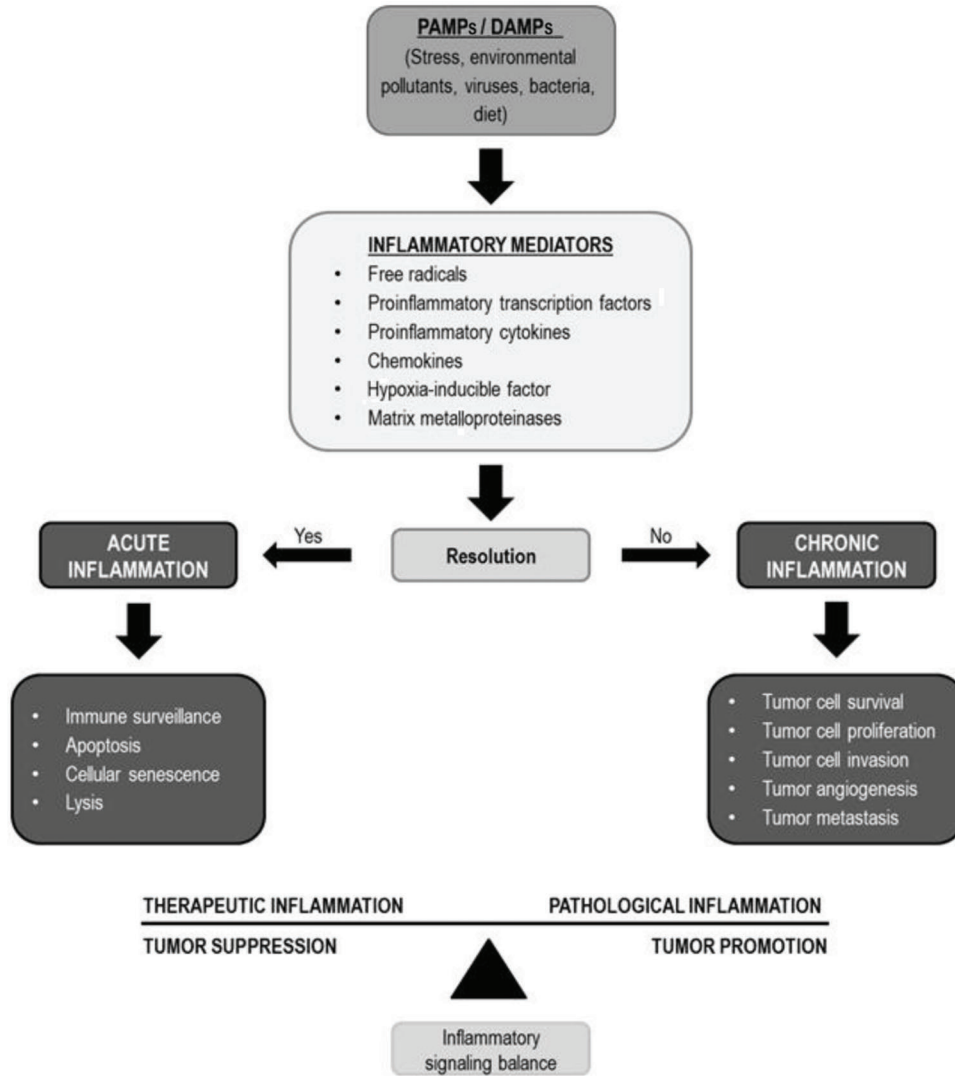 PAMPs / DAMPs
(Stress, environmental
pollutants, viruses, bacteria,
diet)
INFLAMMATORY MEDIATORS
• Free radicals
• Proinflammatory transcription factors
• Proinflammatory cytokines
• Chemokines
• Hypoxia-inducible factor
• Matrix metalloproteinases
ACUTE
INFLAMMATION
Yes
Resolution
No
CHRONIC
INFLAMMATION
• Immune surveillance
• Apoptosis
• Cellular senescence
• Lysis
• Tumor cell survival
• Tumor cell proliferation
• Tumor cell invasion
• Tumor angiogenesis
• Tumor metastasis
THERAPEUTIC INFLAMMATION
PATHOLOGICAL INFLAMMATION
TUMOR SUPPRESSION
TUMOR PROMOTION
Inflammatory
signaling balance